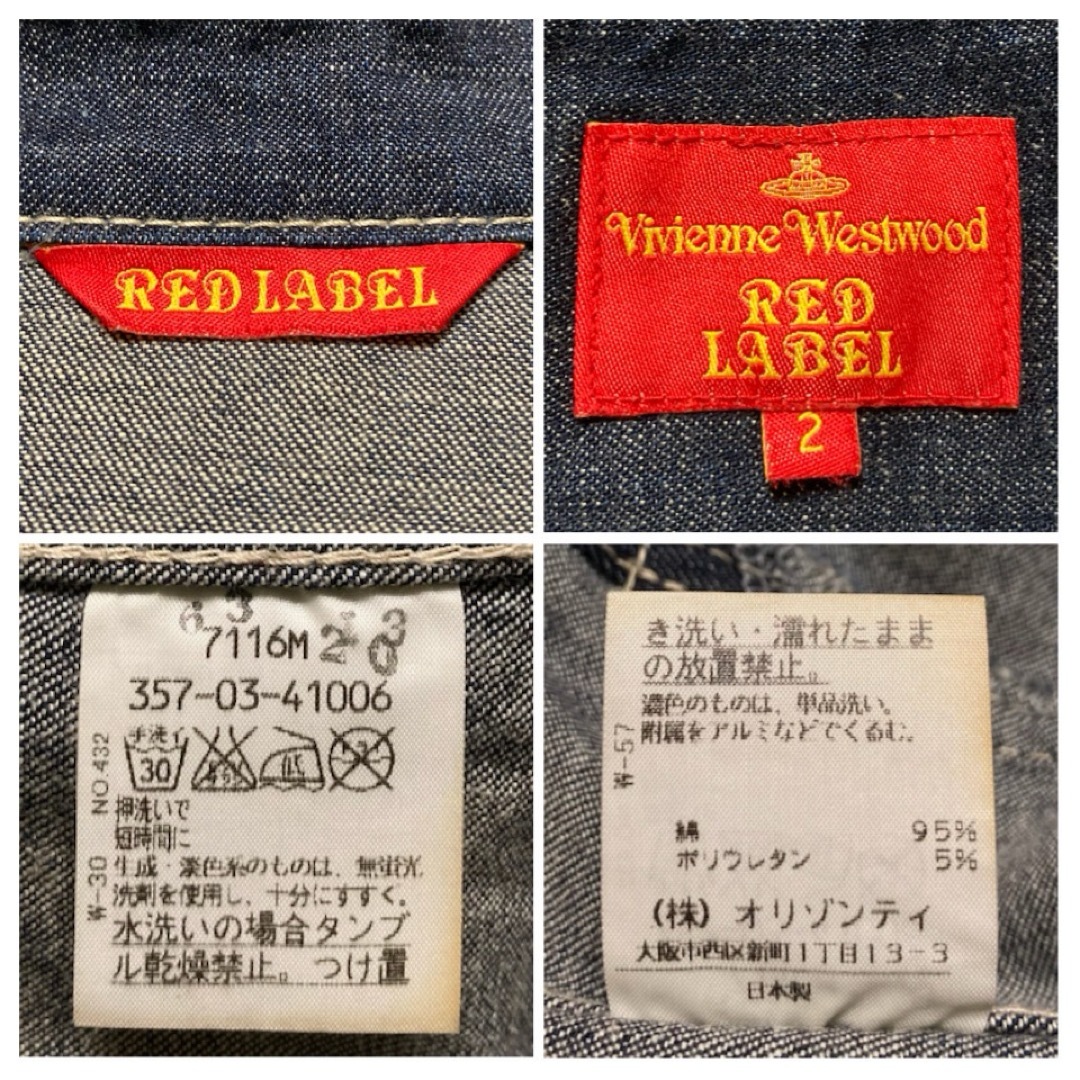 RED LABEL
Vivienne Westwood
RED
LABEL
2
63
7116M 2
357-03-41006
手洗イ
30
低
NO.432
押洗いで
短時間に
W-30
生成・淡色系のものは、無蛍光
洗剤を使用し、十分にすすぐ。
水洗いの場合タンブ
ル乾燥禁止。つけ置
き洗い・濡れたまま
の放置禁止。
濃色のものは、単品洗い。
附属をアルミなどでくるむ。
W-57
綿 95%
ポリウレタン 5%
(株) オリゾンティ
大阪市西区新町1丁目13-3
日本製